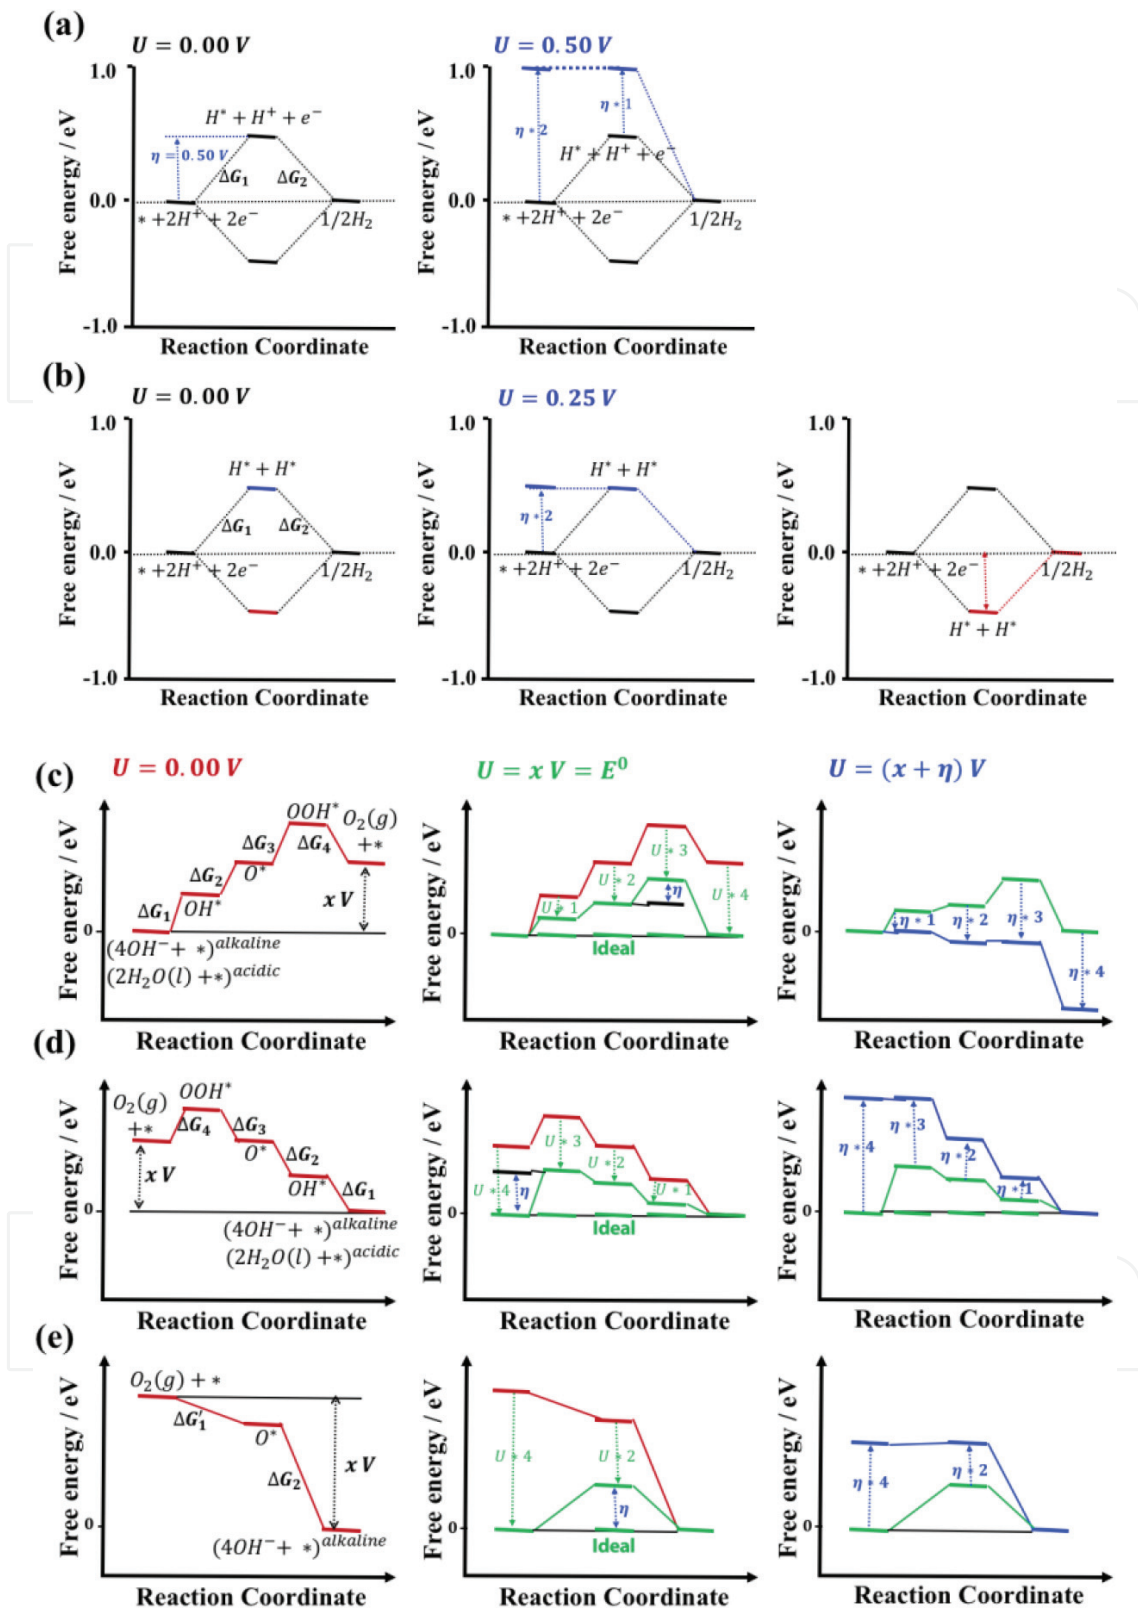 (a)
U = 0.00 V
U = 0.50 V
Free energy / eV
1.0
0.0
-1.0
H* + H⁺ + e⁻
η = 0.50 V
ΔG₁
ΔG₂
* +2H⁺ + 2e⁻
1/2H₂
Reaction Coordinate
Free energy / eV
1.0
0.0
-1.0
η * 1
η * 2
H* + H⁺ + e⁻
* +2H⁺ + 2e⁻
1/2H₂
Reaction Coordinate
(b)
U = 0.00 V
U = 0.25 V
Free energy / eV
1.0
0.0
-1.0
H* + H*
ΔG₁
ΔG₂
* +2H⁺ + 2e⁻
1/2H₂
Reaction Coordinate
Free energy / eV
1.0
0.0
-1.0
H* + H*
η * 2
* +2H⁺ + 2e⁻
1/2H₂
Reaction Coordinate
Free energy / eV
1.0
0.0
-1.0
* +2H⁺ + 2e⁻
1/2H₂
H* + H*
Reaction Coordinate
(c)
U = 0.00 V
U = x V = E⁰
U = (x + η) V
Free energy / eV
0
OOH*
O₂(g)
+*
ΔG₃
ΔG₄
O*
ΔG₂
OH*
x V
ΔG₁
(4OH⁻+ *)ᵃˡᵏᵃˡⁱⁿᵉ
(2H₂O(l) +*)ᵃᶜⁱᵈⁱᶜ
Reaction Coordinate
Free energy / eV
0
U * 3
U * 2
U * 4
U * 1
η
Ideal
Reaction Coordinate
Free energy / eV
0
η * 1
η * 2
η * 3
η * 4
Reaction Coordinate
(d)
Free energy / eV
0
OOH*
O₂(g)
+*
ΔG₄
ΔG₃
O*
ΔG₂
x V
OH*
ΔG₁
(4OH⁻+ *)ᵃˡᵏᵃˡⁱⁿᵉ
(2H₂O(l) +*)ᵃᶜⁱᵈⁱᶜ
Reaction Coordinate
Free energy / eV
0
U * 3
U * 2
U * 4
η
U * 1
Ideal
Reaction Coordinate
Free energy / eV
0
η * 3
η * 4
η * 2
η * 1
Reaction Coordinate
(e)
Free energy / eV
0
O₂(g) + *
ΔG₁′
O*
x V
ΔG₂
(4OH⁻+ *)ᵃˡᵏᵃˡⁱⁿᵉ
Reaction Coordinate
Free energy / eV
0
U * 4
U * 2
η
Ideal
Reaction Coordinate
Free energy / eV
0
η * 4
η * 2
Reaction Coordinate